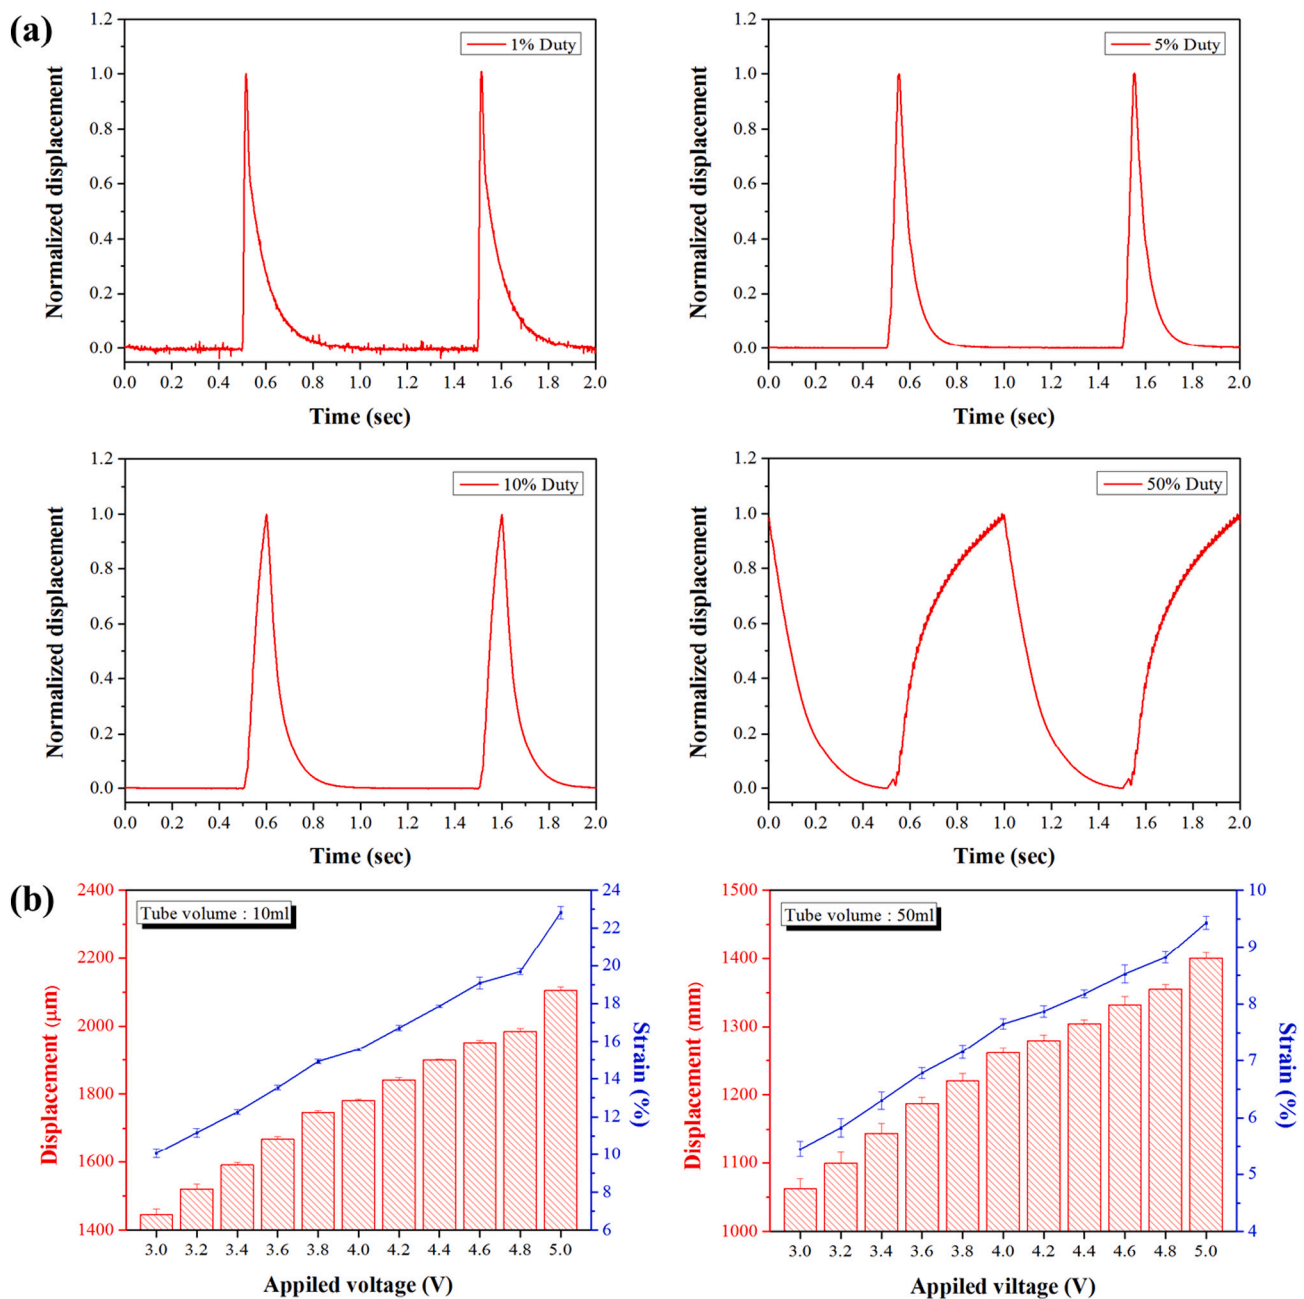 (a)
1% Duty
Normalized displacement
1.2
1.0
0.8
0.6
0.4
0.2
0.0
0.0 0.2 0.4 0.6 0.8 1.0 1.2 1.4 1.6 1.8 2.0
Time (sec)
5% Duty
Normalized displacement
1.2
1.0
0.8
0.6
0.4
0.2
0.0
0.0 0.2 0.4 0.6 0.8 1.0 1.2 1.4 1.6 1.8 2.0
Time (sec)
10% Duty
Normalized displacement
1.2
1.0
0.8
0.6
0.4
0.2
0.0
0.0 0.2 0.4 0.6 0.8 1.0 1.2 1.4 1.6 1.8 2.0
Time (sec)
50% Duty
Normalized displacement
1.2
1.0
0.8
0.6
0.4
0.2
0.0
0.0 0.2 0.4 0.6 0.8 1.0 1.2 1.4 1.6 1.8 2.0
Time (sec)
(b)
Tube volume : 10ml
Displacement (μm)
2400
2200
2000
1800
1600
1400
Strain (%)
24
22
20
18
16
14
12
10
8
6
3.0 3.2 3.4 3.6 3.8 4.0 4.2 4.4 4.6 4.8 5.0
Appiled voltage (V)
Tube volume : 50ml
Displacement (mm)
1500
1400
1300
1200
1100
1000
Strain (%)
10
9
8
7
6
5
4
3.0 3.2 3.4 3.6 3.8 4.0 4.2 4.4 4.6 4.8 5.0
Appiled viltage (V)